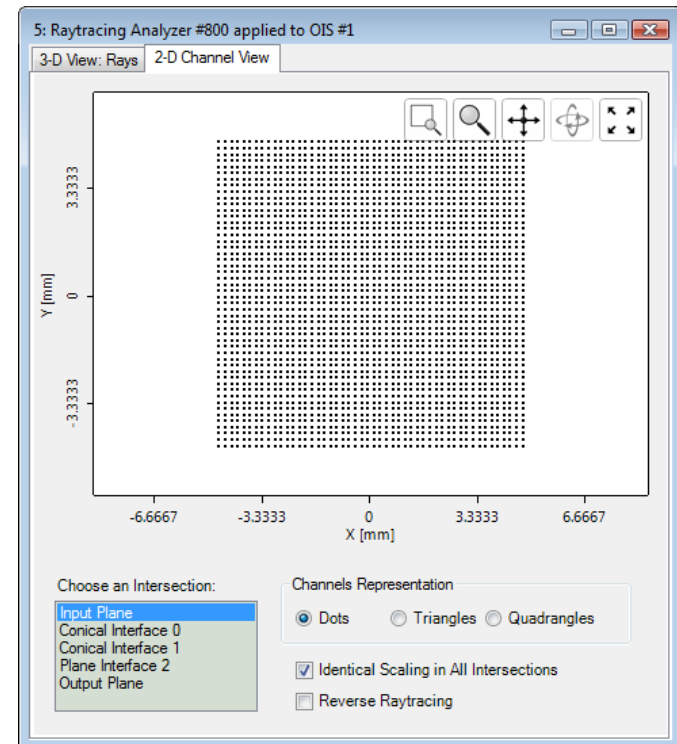 5: Raytracing Analyzer #800 applied to OIS #1
3-D View: Rays 2-D Channel View
3.3333
0
-3.3333
Y [mm]
-6.6667 -3.3333 0 3.3333 6.6667
X [mm]
Choose an Intersection:
Input Plane
Conical Interface 0
Conical Interface 1
Plane Interface 2
Output Plane
Channels Representation
Dots Triangles Quadrangles
Identical Scaling in All Intersections
Reverse Raytracing